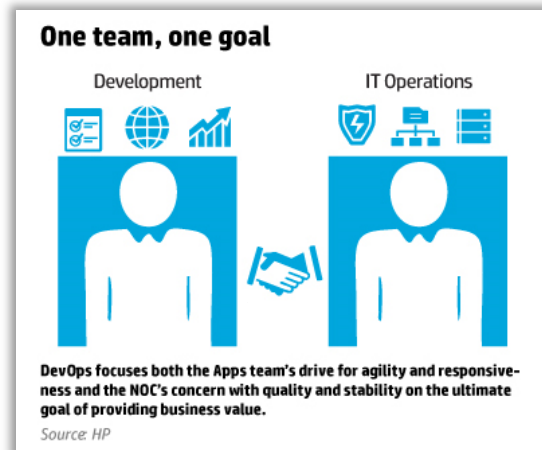 One team, one goal
Development
IT Operations
DevOps focuses both the Apps team's drive for agility and responsive-
ness and the NOC's concern with quality and stability on the ultimate
goal of providing business value.
Source: HP